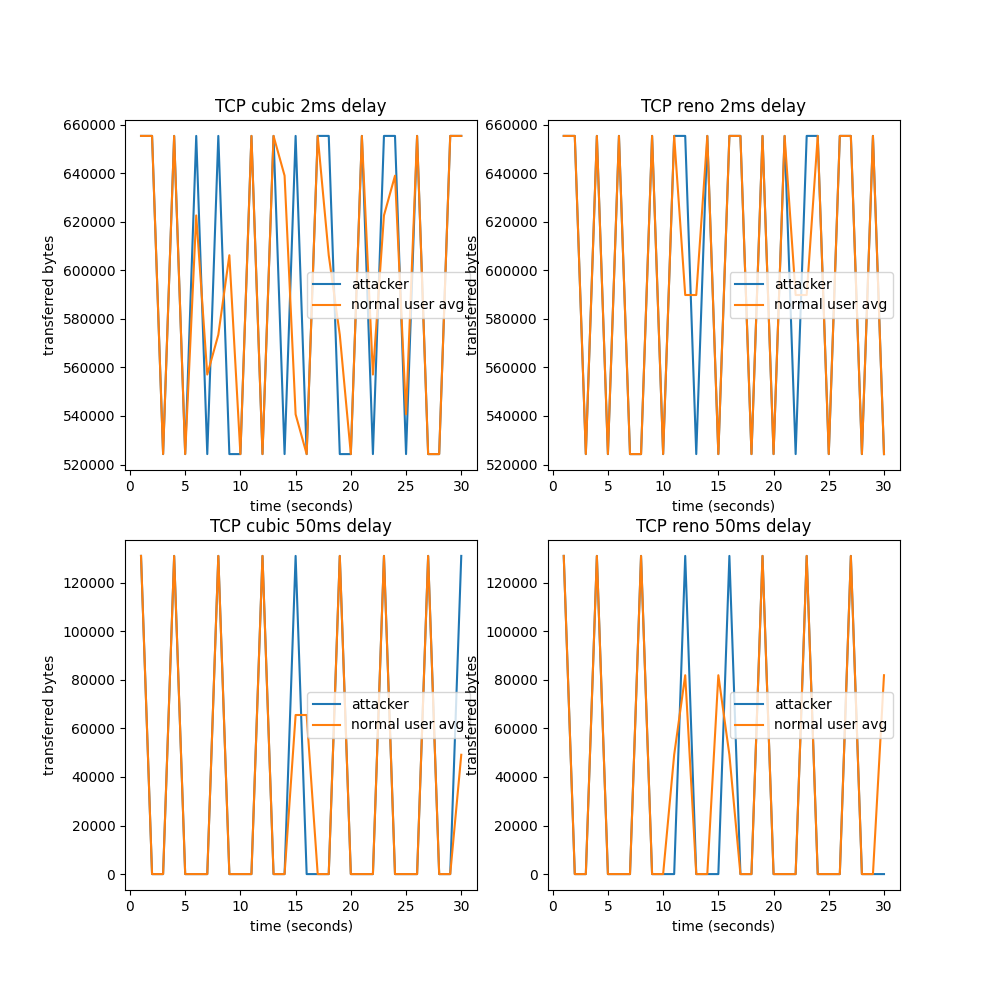 TCP cubic 2ms delay
660000
640000
620000
600000
580000
560000
540000
520000
transferred bytes
attacker
normal user avg
0 5 10 15 20 25 30
time (seconds)
TCP reno 2ms delay
660000
640000
620000
600000
580000
560000
540000
520000
transferred bytes
attacker
normal user avg
0 5 10 15 20 25 30
time (seconds)
TCP cubic 50ms delay
120000
100000
80000
60000
40000
20000
0
transferred bytes
attacker
normal user avg
0 5 10 15 20 25 30
time (seconds)
TCP reno 50ms delay
120000
100000
80000
60000
40000
20000
0
transferred bytes
attacker
normal user avg
0 5 10 15 20 25 30
time (seconds)